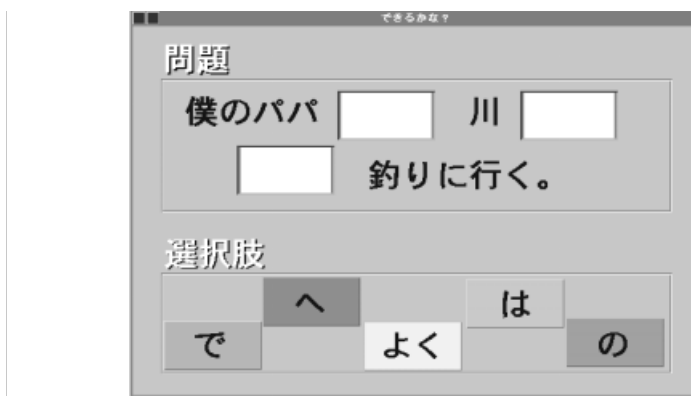 できるかな?
問題
僕のパパ 川
釣りに行く。
選択肢
へ は
で よく の